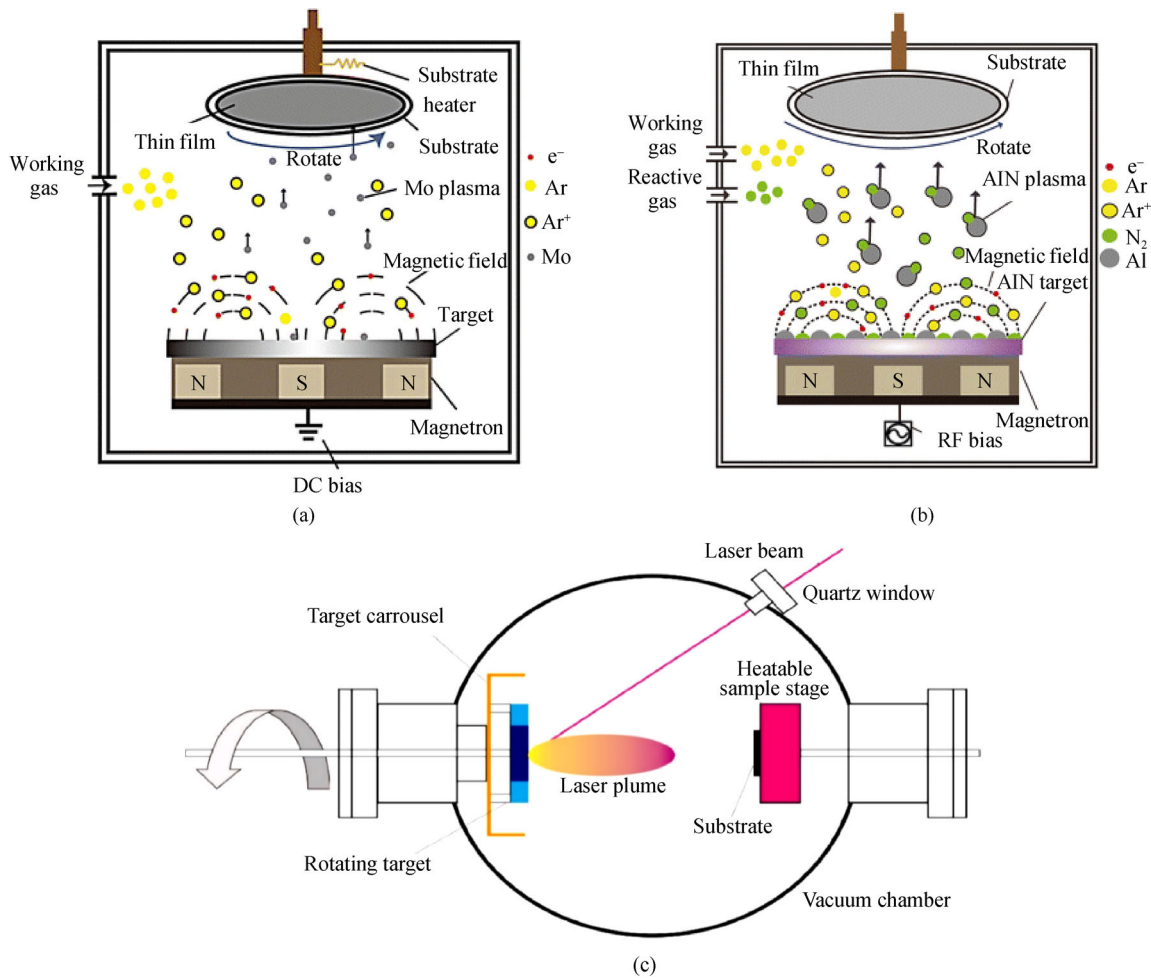 Substrate
heater
Thin film
Substrate
Rotate
Working
gas
Mo plasma
e⁻
Ar
Ar⁺
Mo
Magnetic field
Target
N
S
N
Magnetron
DC bias
(a)
Thin film
Substrate
Working
gas
Rotate
Reactive
gas
AIN plasma
e⁻
Ar
Ar⁺
N₂
Al
Magnetic field
AIN target
N
S
N
Magnetron
RF bias
(b)
Laser beam
Quartz window
Target carrousel
Heatable
sample stage
Laser plume
Substrate
Rotating target
Vacuum chamber
(c)